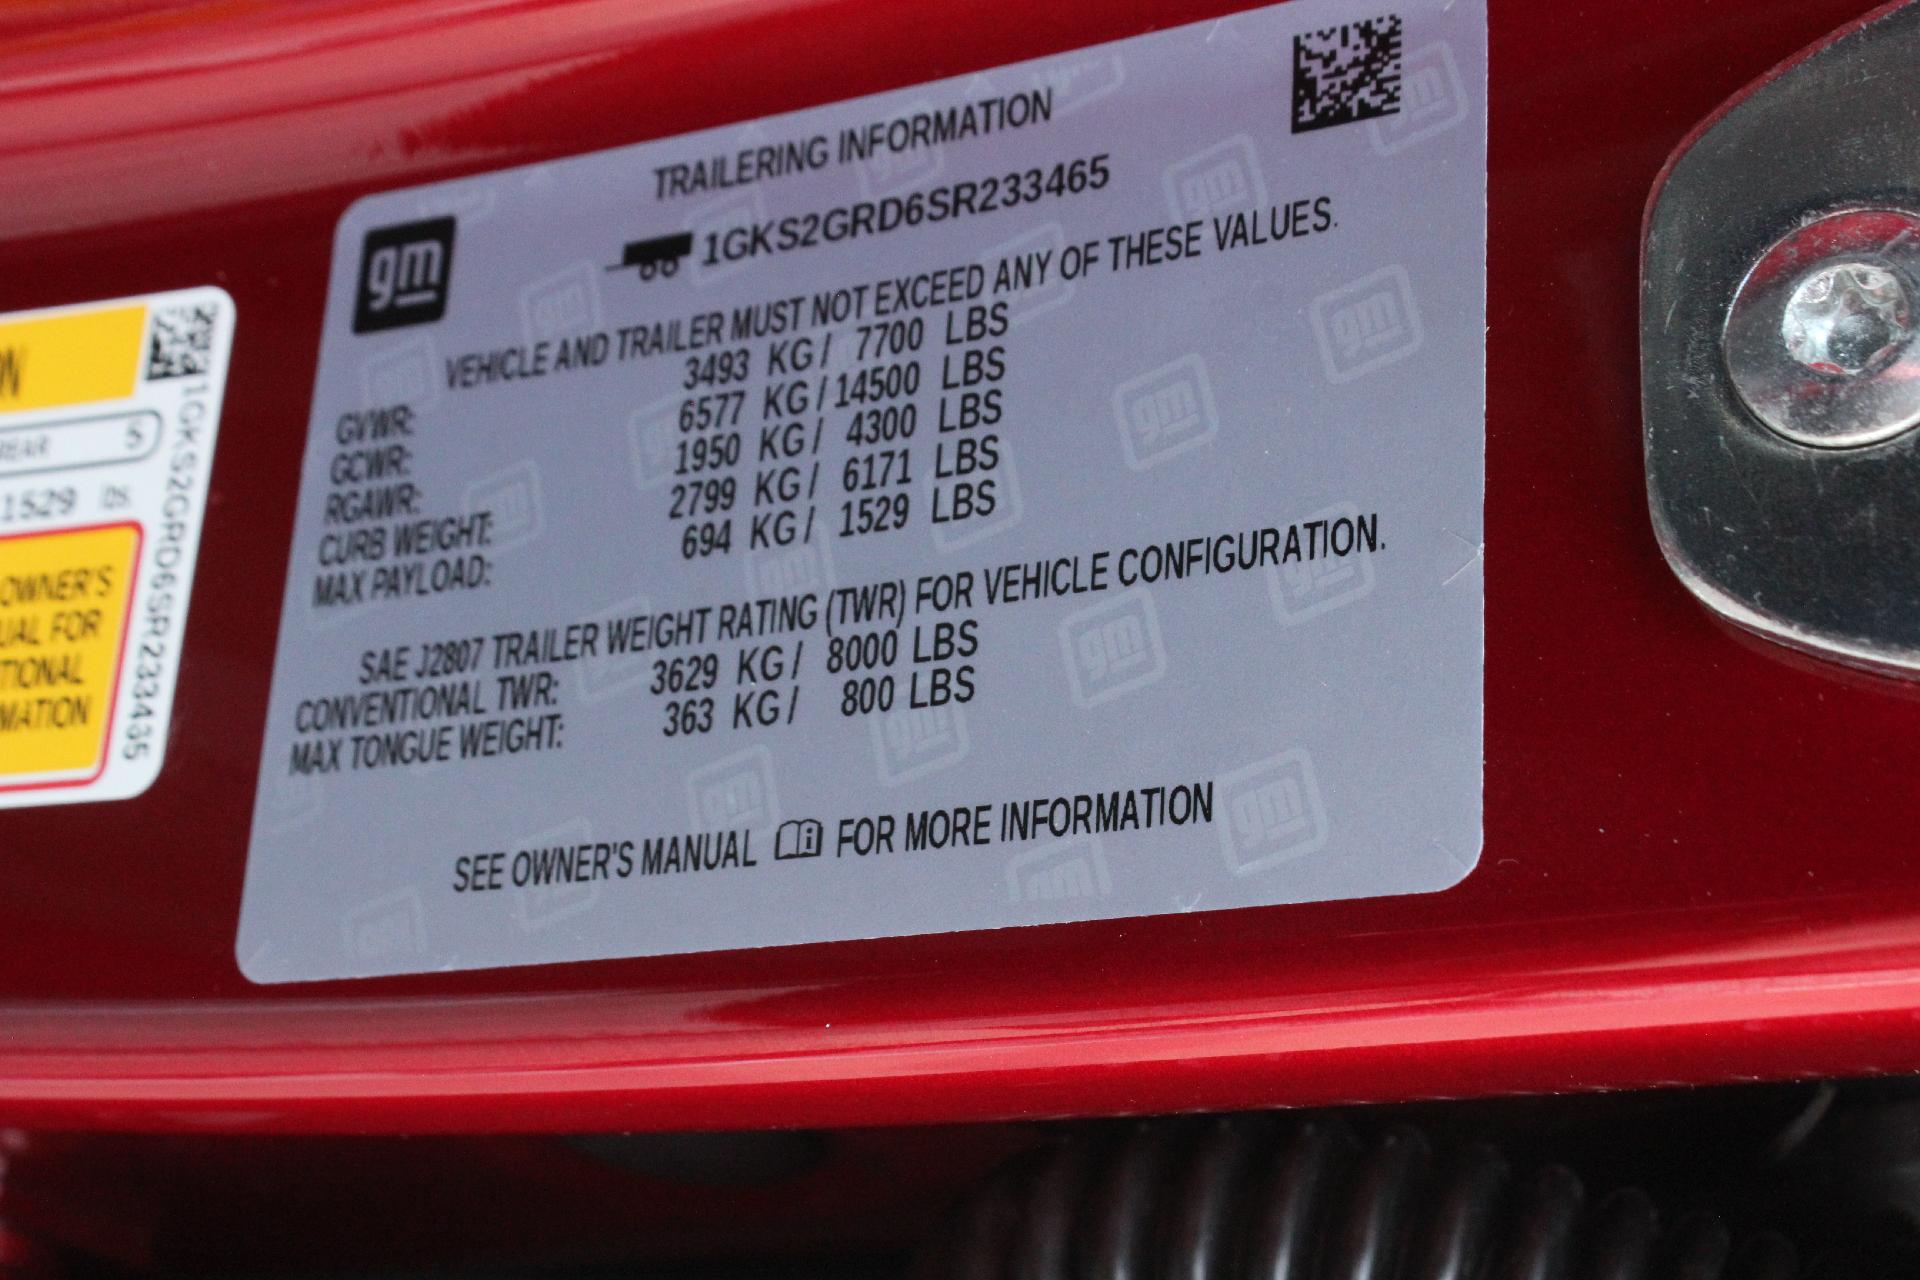 TRAILERING INFORMATION
1GKS2GRD6SR233465
gm
VEHICLE AND TRAILER MUST NOT EXCEED ANY OF THESE VALUES.
GVWR: 3493 KG / 7700 LBS
GCWR: 6577 KG / 14500 LBS
RGAWR: 1950 KG / 4300 LBS
CURB WEIGHT: 2799 KG / 6171 LBS
MAX PAYLOAD: 694 KG / 1529 LBS
SAE J2807 TRAILER WEIGHT RATING (TWR) FOR VEHICLE CONFIGURATION.
CONVENTIONAL TWR: 3629 KG / 8000 LBS
MAX TONGUE WEIGHT: 363 KG / 800 LBS
SEE OWNER'S MANUAL FOR MORE INFORMATION
ON
REAR 5
1529
OWNER'S
UAL FOR
TIONAL
MATION
1GKS2GRD6SR233465